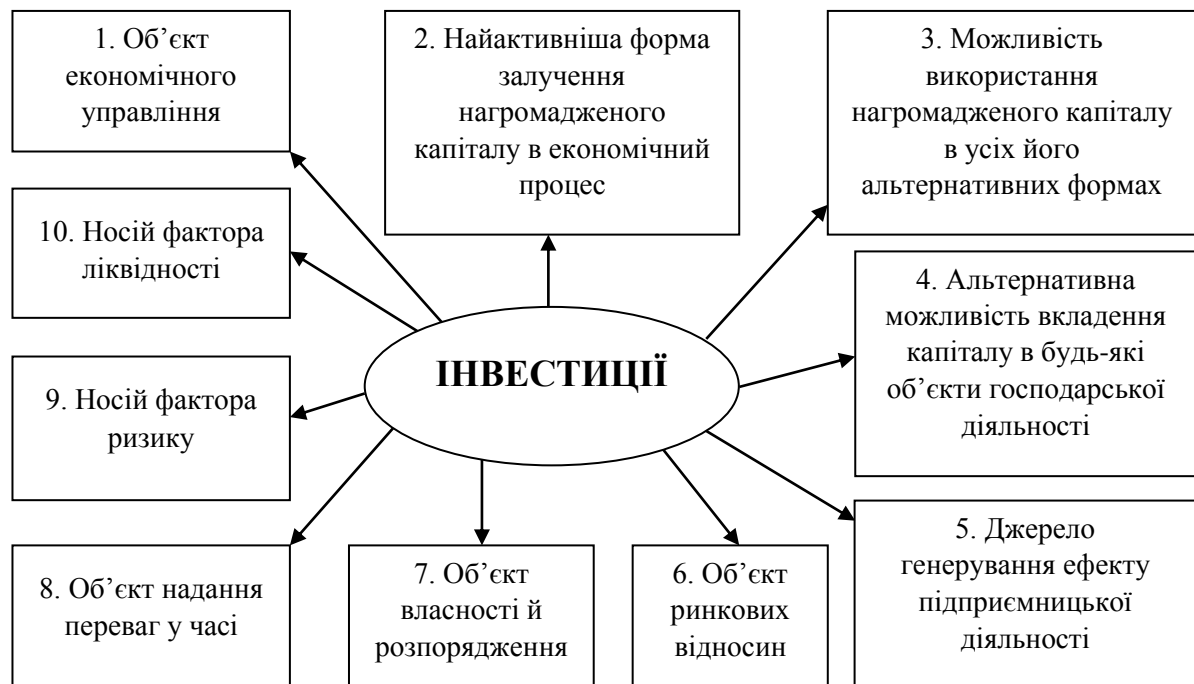 1. Об’єкт
економічного
управління
2. Найактивніша форма
залучення
нагромадженого
капіталу в економічний
процес
3. Можливість
використання
нагромадженого капіталу
в усіх його
альтернативних формах
10. Носій фактора
ліквідності
4. Альтернативна
можливість вкладення
капіталу в будь-які
об’єкти господарської
діяльності
ІНВЕСТИЦІЇ
9. Носій фактора
ризику
8. Об’єкт надання
переваг у часі
7. Об’єкт
власності й
розпорядження
6. Об’єкт
ринкових
відносин
5. Джерело
генерування ефекту
підприємницької
діяльності